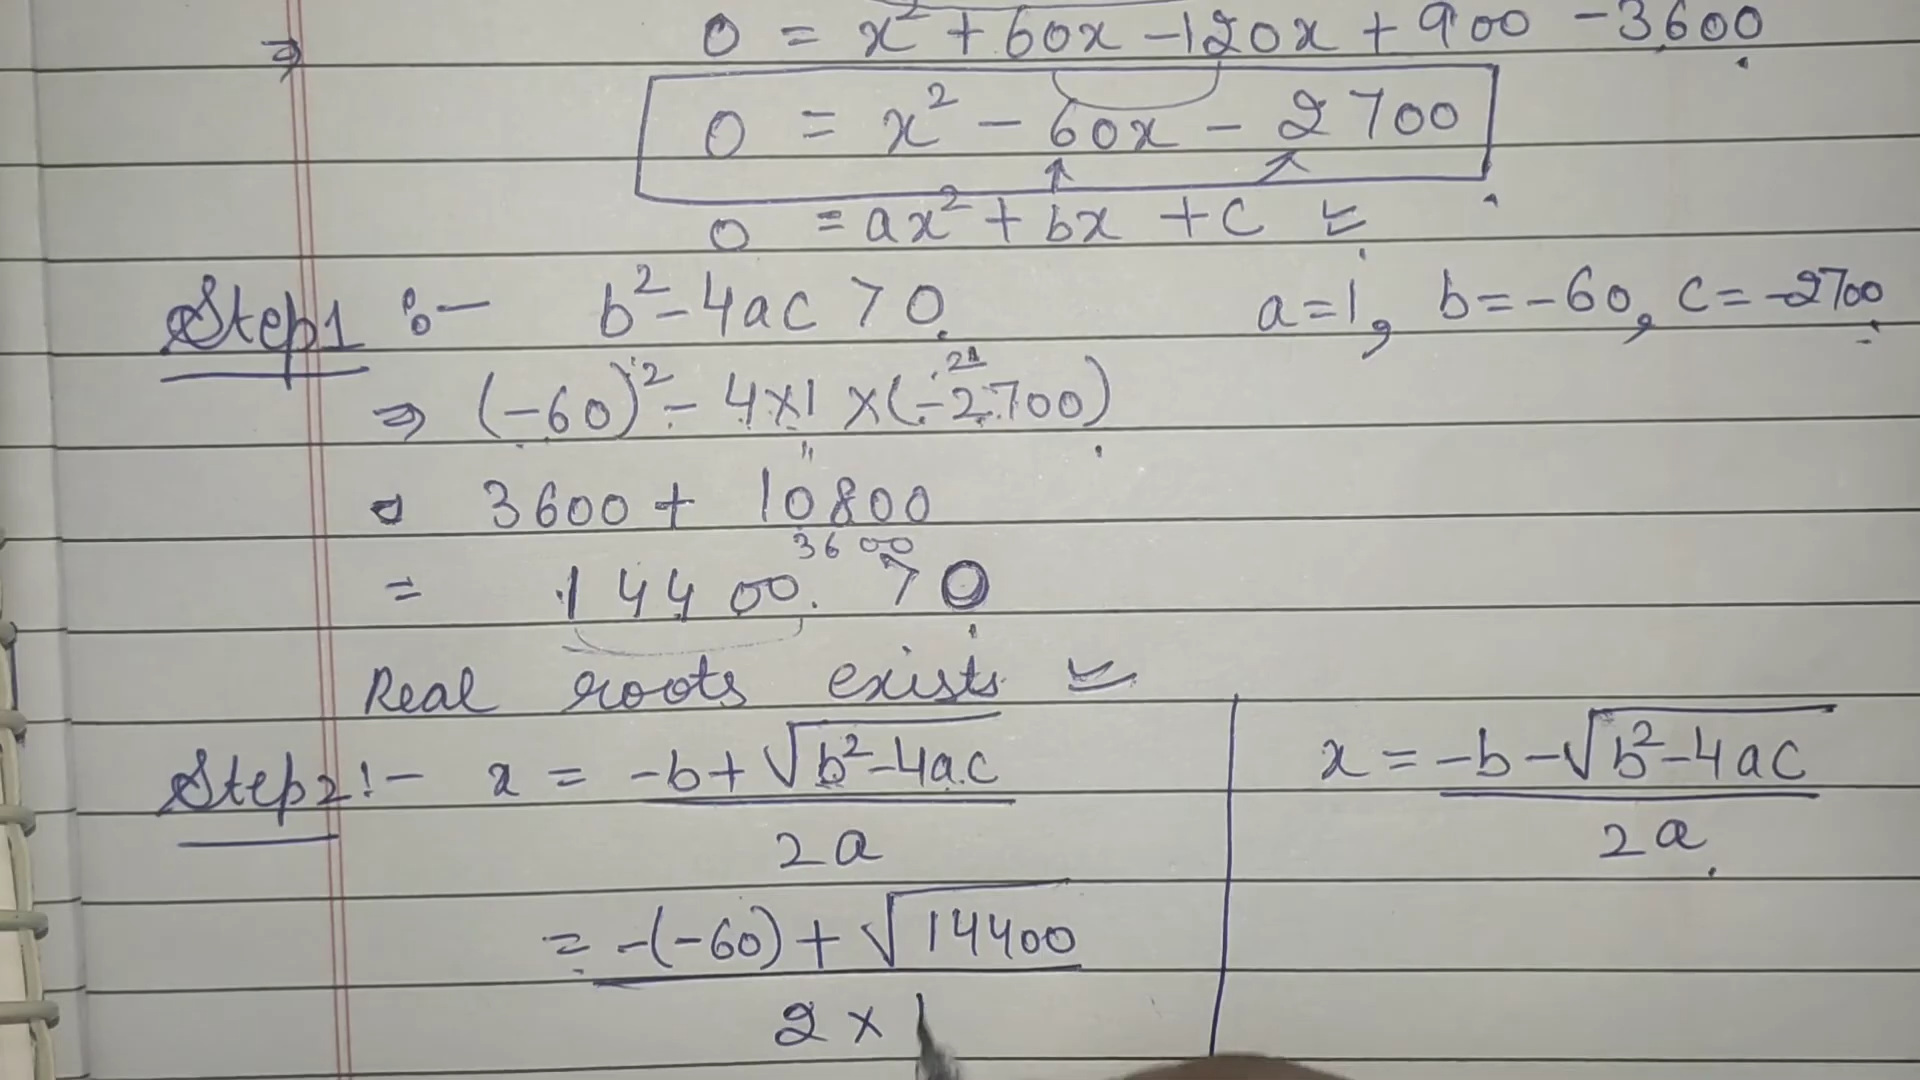 ⇒ 0 = x² + 60x - 120x + 900 - 3600
0 = x² - 60x - 2700
0 = ax² + bx + c
Step1 :- b² - 4ac > 0 a=1, b=-60, c=-2700
⇒ (-60)² - 4×1×(-2700)
3600 + 10800
3600
= 14400 > 0
Real roots exists
Step2 :- x = -b+√b²-4ac / 2a x = -b-√b²-4ac / 2a
= -(-60)+√14400 / 2×1